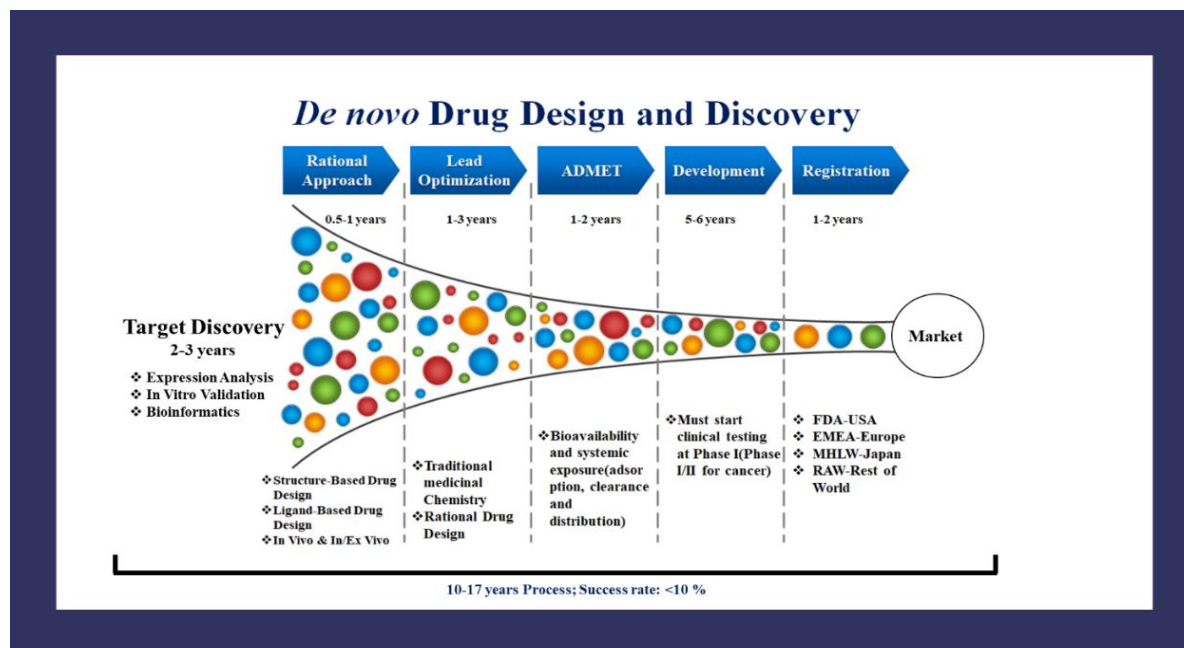 De novo Drug Design and Discovery
Rational
Approach
Lead
Optimization
ADMET
Development
Registration
0.5-1 years
1-3 years
1-2 years
5-6 years
1-2 years
Target Discovery
2-3 years
❖ Expression Analysis
❖ In Vitro Validation
❖ Bioinformatics
Market
❖Structure-Based Drug
Design
❖Ligand-Based Drug
Design
❖In Vivo & In/Ex Vivo
❖Traditional
medicinal
Chemistry
❖Rational Drug
Design
❖Bioavailability
and systemic
exposure(adsor
ption, clearance
and
distribution)
❖Must start
clinical testing
at Phase I(Phase
I/II for cancer)
❖ FDA-USA
❖ EMEA-Europe
❖ MHLW-Japan
❖ RAW-Rest of
World
10-17 years Process; Success rate: <10 %